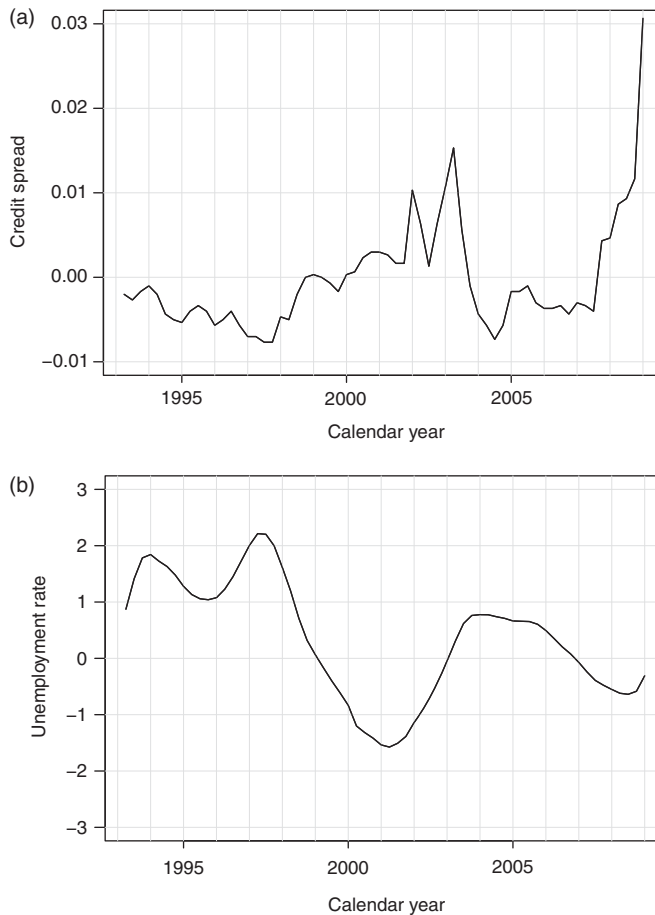 (a)
0.03
0.02
0.01
0.00
−0.01
Credit spread
1995 2000 2005
Calendar year
(b)
3
2
1
0
−1
−2
−3
Unemployment rate
1995 2000 2005
Calendar year